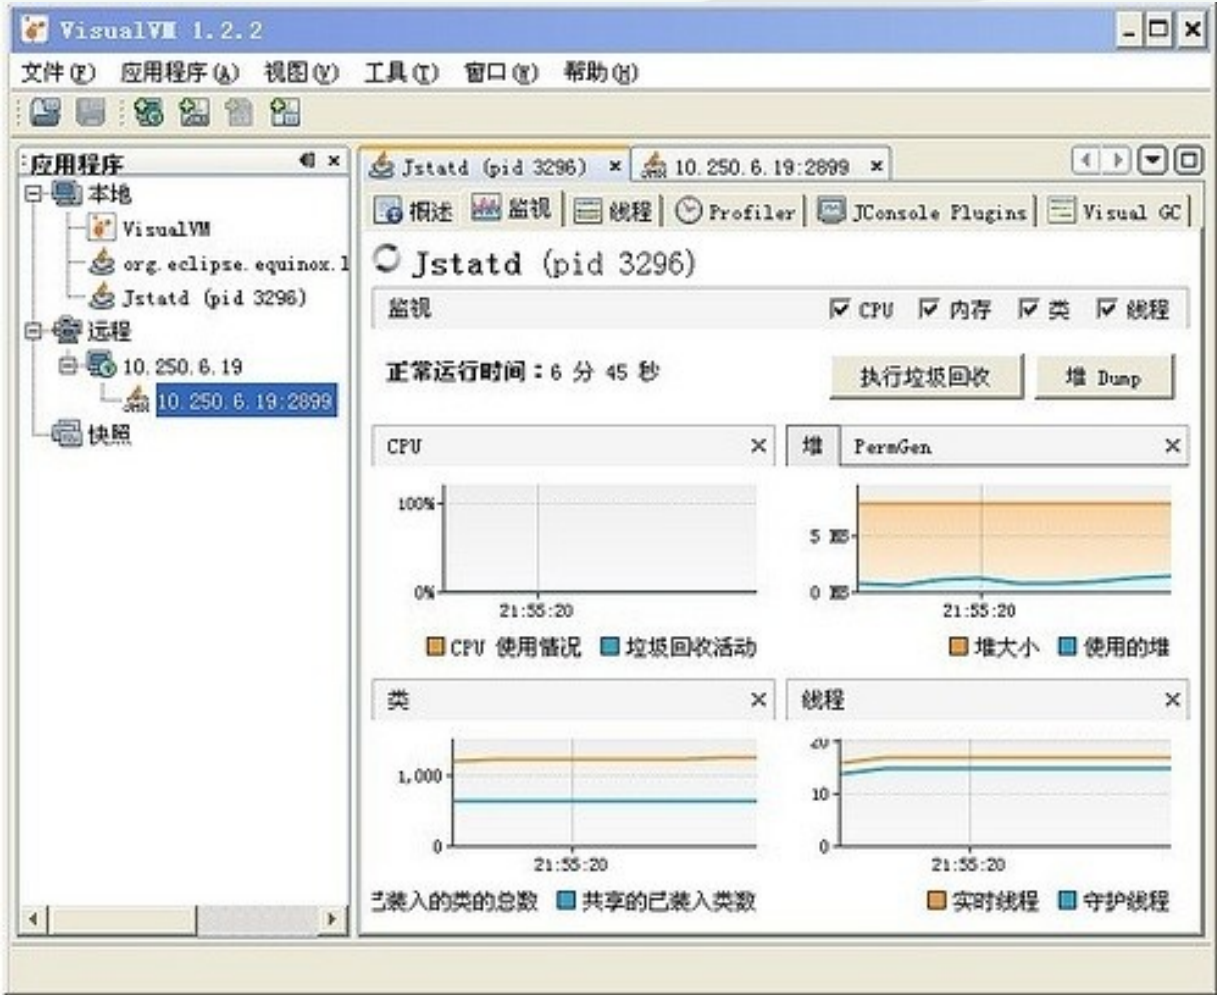 VisualVM 1.2.2
文件(F) 应用程序(A) 视图(V) 工具(T) 窗口(W) 帮助(H)
应用程序
本地
VisualVM
org.eclipse.equinox.l
Jstatd (pid 3296)
远程
10.250.6.19
10.250.6.19:2899
快照
Jstatd (pid 3296) 10.250.6.19:2899
概述 监视 线程 Profiler JConsole Plugins Visual GC
Jstatd (pid 3296)
监视 CPU 内存 类 线程
正常运行时间：6 分 45 秒 执行垃圾回收 堆 Dump
CPU
100%
0%
21:55:20
CPU 使用情况 垃圾回收活动
堆 PermGen
5 MB
0 MB
21:55:20
堆大小 使用的堆
类
1,000
0
21:55:20
装入的类的总数 共享的已装入类数
线程
20
10
0
21:55:20
实时线程 守护线程